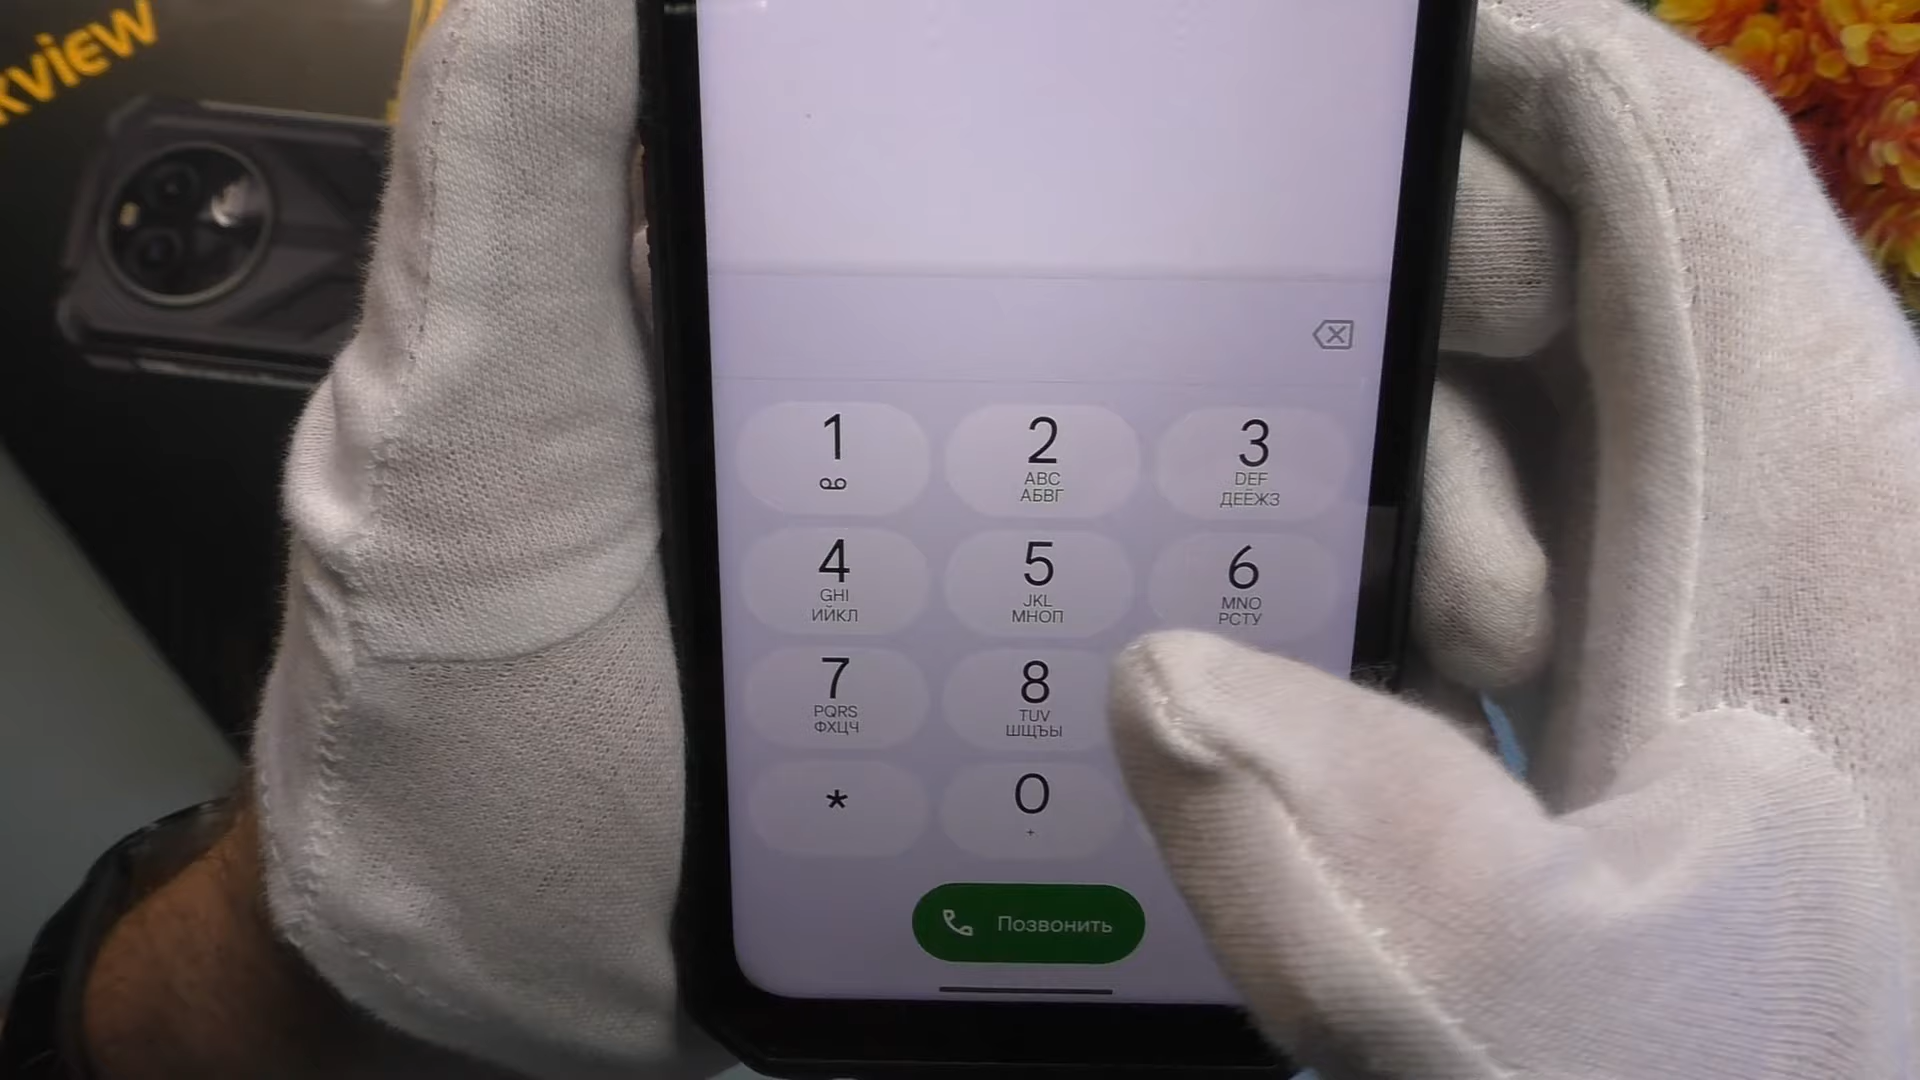 kview
1
2
ABC
АБВГ
3
DEF
ДЕЁЖЗ
4
GHI
ИЙКЛ
5
JKL
МНОП
6
MNO
РСТУ
7
PQRS
ФХЦЧ
8
TUV
ШЩЪЫ
*
0
+
Позвонить